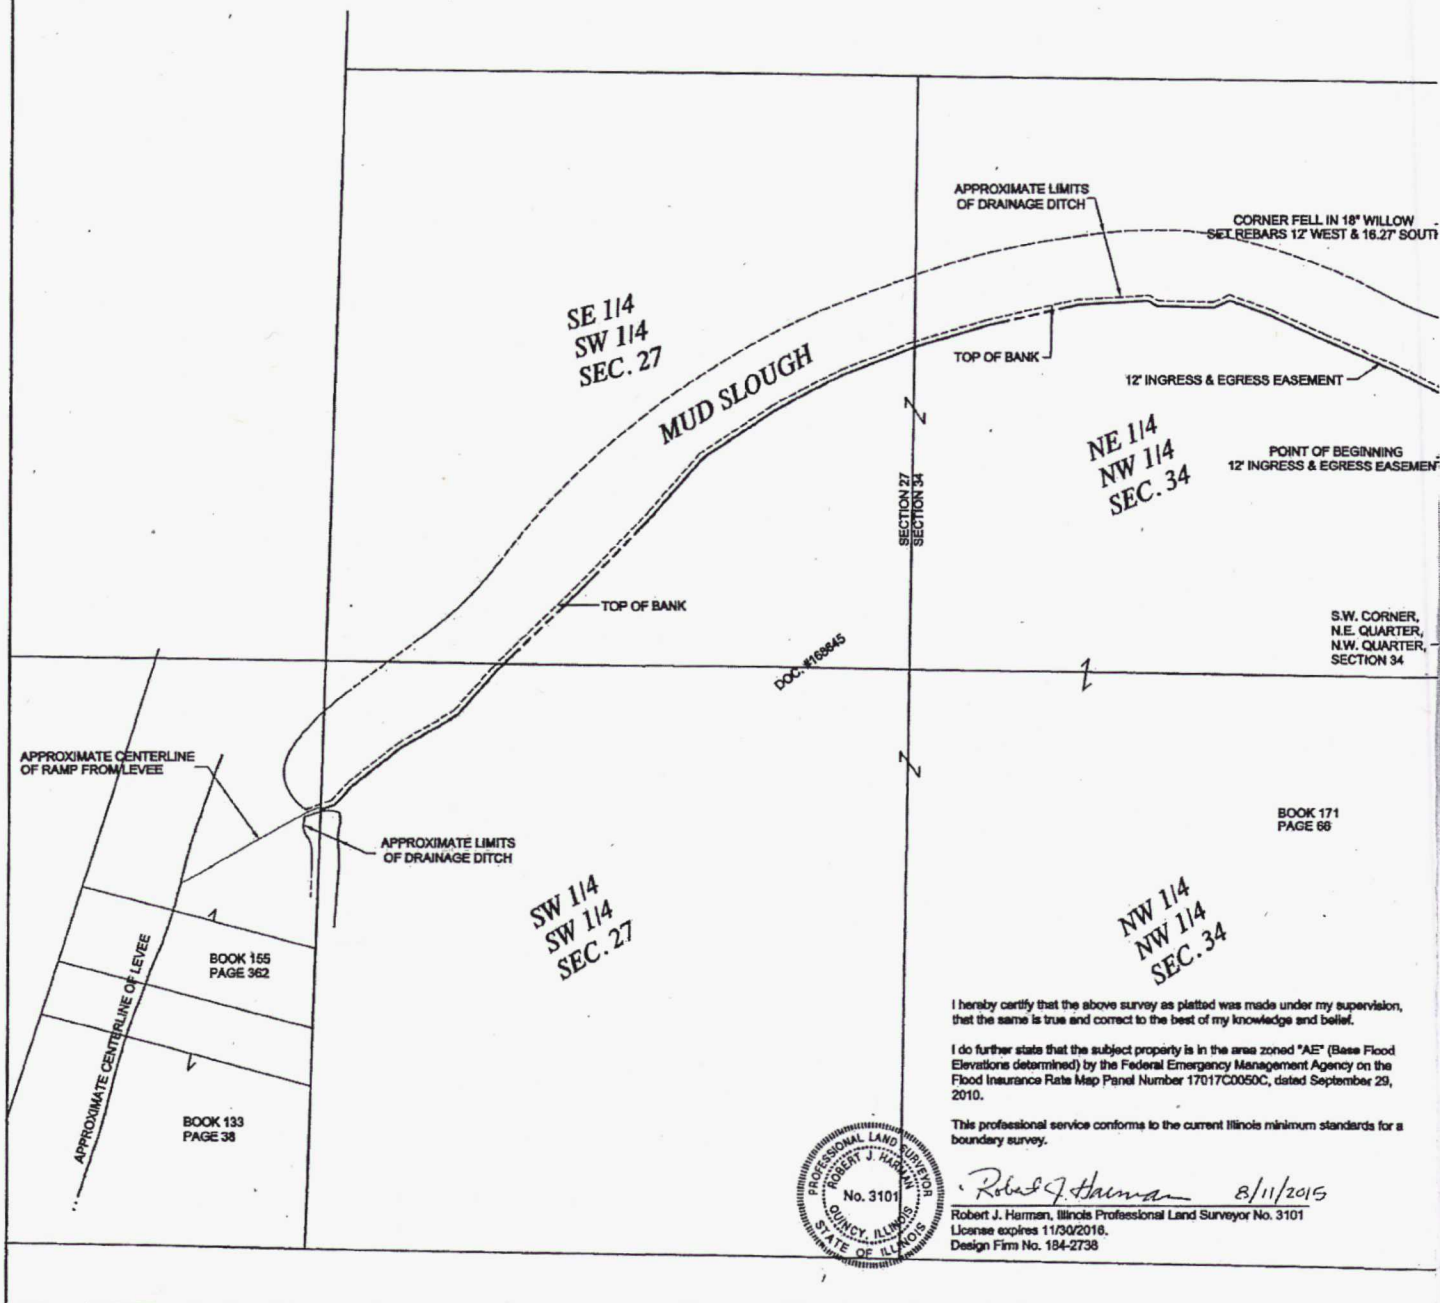 APPROXIMATE LIMITS
OF DRAINAGE DITCH
CORNER FELL IN 18" WILLOW
SET REBARS 12' WEST & 16.27' SOUTH
SE 1/4
SW 1/4
SEC. 27
MUD SLOUGH
TOP OF BANK
12' INGRESS & EGRESS EASEMENT
NE 1/4
NW 1/4
SEC. 34
POINT OF BEGINNING
12' INGRESS & EGRESS EASEMENT
SECTION 27
SECTION 34
TOP OF BANK
S.W. CORNER,
N.E. QUARTER,
N.W. QUARTER,
SECTION 34
DOC. #168645
APPROXIMATE CENTERLINE
OF RAMP FROM LEVEE
APPROXIMATE LIMITS
OF DRAINAGE DITCH
BOOK 171
PAGE 66
SW 1/4
SW 1/4
SEC. 27
NW 1/4
NW 1/4
SEC. 34
BOOK 155
PAGE 362
APPROXIMATE CENTERLINE OF LEVEE
BOOK 133
PAGE 38
I hereby certify that the above survey as platted was made under my supervision,
that the same is true and correct to the best of my knowledge and belief.
I do further state that the subject property is in the area zoned "AE" (Base Flood
Elevations determined) by the Federal Emergency Management Agency on the
Flood Insurance Rate Map Panel Number 17017C0050C, dated September 29,
2010.
This professional service conforms to the current Illinois minimum standards for a
boundary survey.
PROFESSIONAL LAND SURVEYOR
ROBERT J. HARMAN
No. 3101
QUINCY, ILLINOIS
STATE OF ILLINOIS
Robert J. Harman 8/11/2015
Robert J. Harman, Illinois Professional Land Surveyor No. 3101
License expires 11/30/2016.
Design Firm No. 184-2738